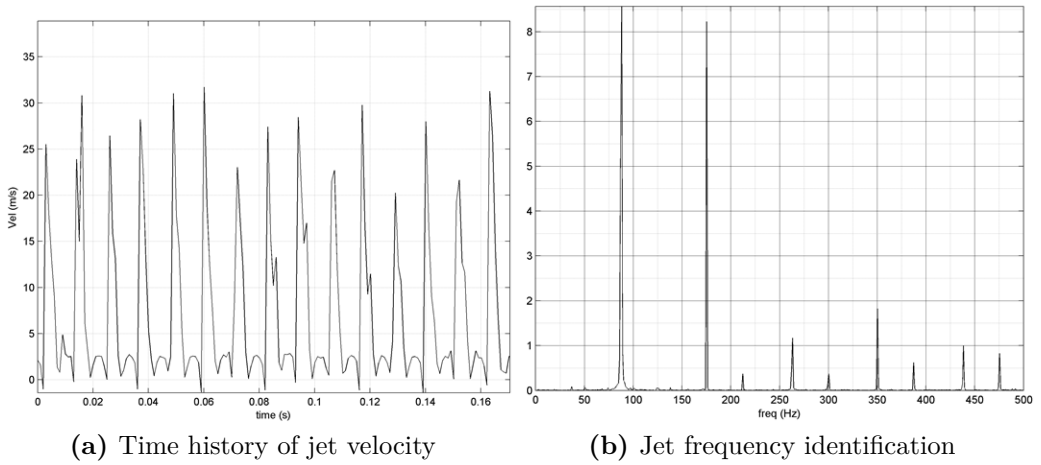 35
30
25
20
15
10
5
0
Vel (m/s)
0 0.02 0.04 0.06 0.08 0.1 0.12 0.14 0.16
time (s)
(a) Time history of jet velocity
8
7
6
5
4
3
2
1
0
0 50 100 150 200 250 300 350 400 450 500
freq (Hz)
(b) Jet frequency identification